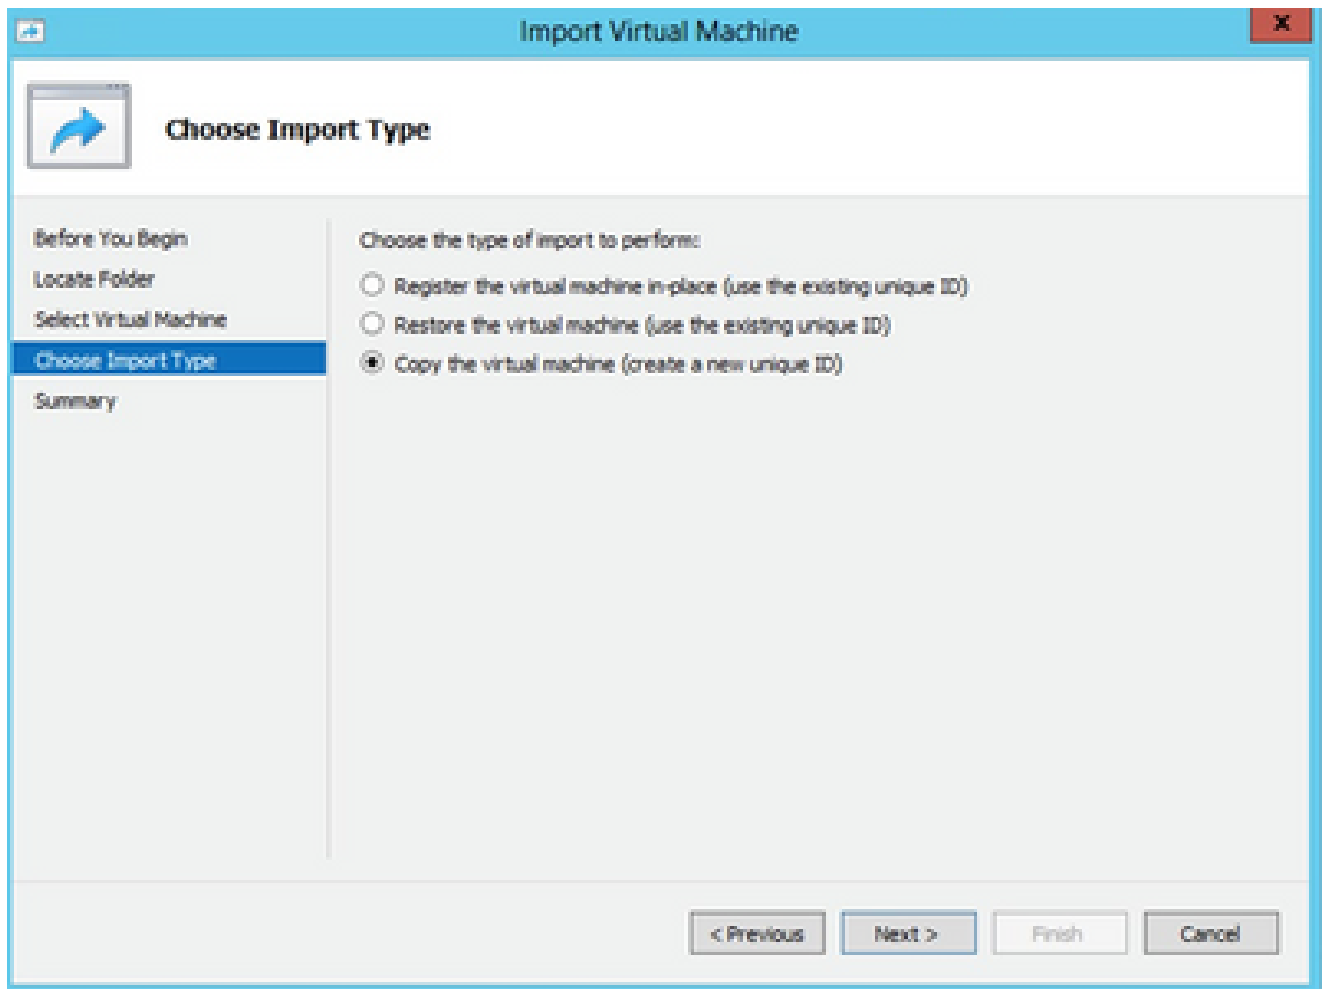 Import Virtual Machine
x
Choose Import Type
Before You Begin
Locate Folder
Select Virtual Machine
Choose Import Type
Summary
Choose the type of import to perform:
Register the virtual machine in-place (use the existing unique ID)
Restore the virtual machine (use the existing unique ID)
Copy the virtual machine (create a new unique ID)
< Previous
Next >
Finish
Cancel